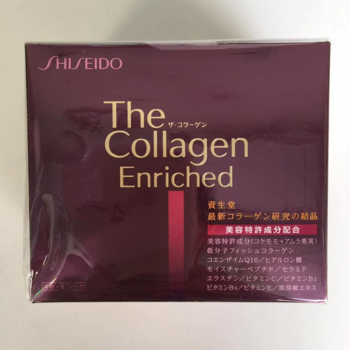 SHISEIDO
The
ザ・コラーゲン
Collagen
Enriched
資生堂
最新コラーゲン研究の結晶
美容特許成分配合
美容特許成分(コケモモ+アムラ果実)
低分子フィッシュコラーゲン
コエンザイムQ10/ヒアルロン酸
モイスチャーペプチド/セラミド
エラスチン/ビタミンC/ビタミンB₂
ビタミンB₆/ビタミンE/黒胡椒エキス